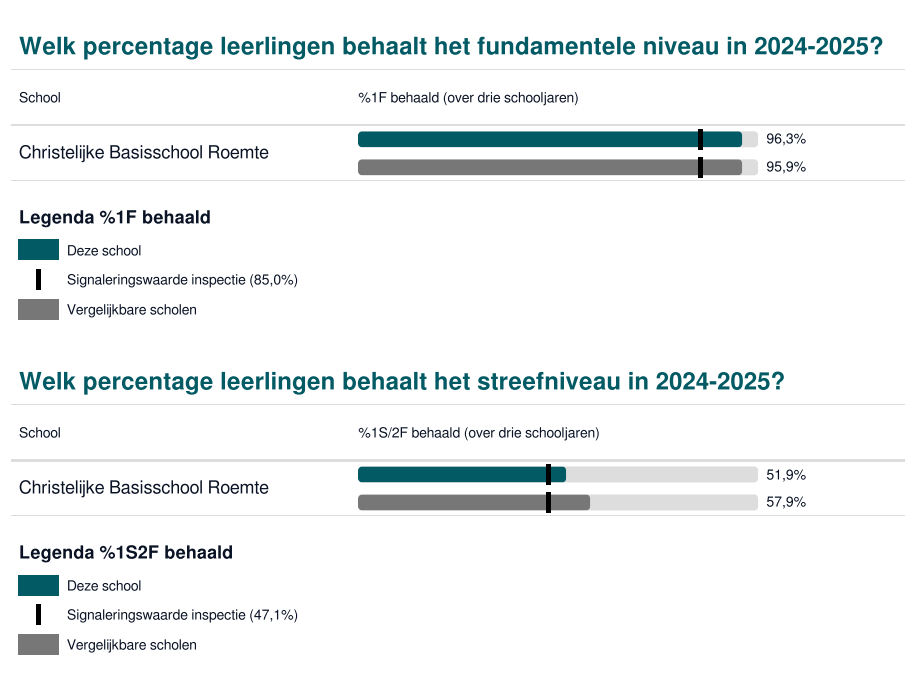 Welk percentage leerlingen behaalt het fundamentele niveau in 2024-2025?
School
%1F behaald (over drie schooljaren)
Christelijke Basisschool Roemte
96,3%
95,9%
Legenda %1F behaald
Deze school
Signaleringswaarde inspectie (85,0%)
Vergelijkbare scholen
Welk percentage leerlingen behaalt het streefniveau in 2024-2025?
School
%1S/2F behaald (over drie schooljaren)
Christelijke Basisschool Roemte
51,9%
57,9%
Legenda %1S2F behaald
Deze school
Signaleringswaarde inspectie (47,1%)
Vergelijkbare scholen